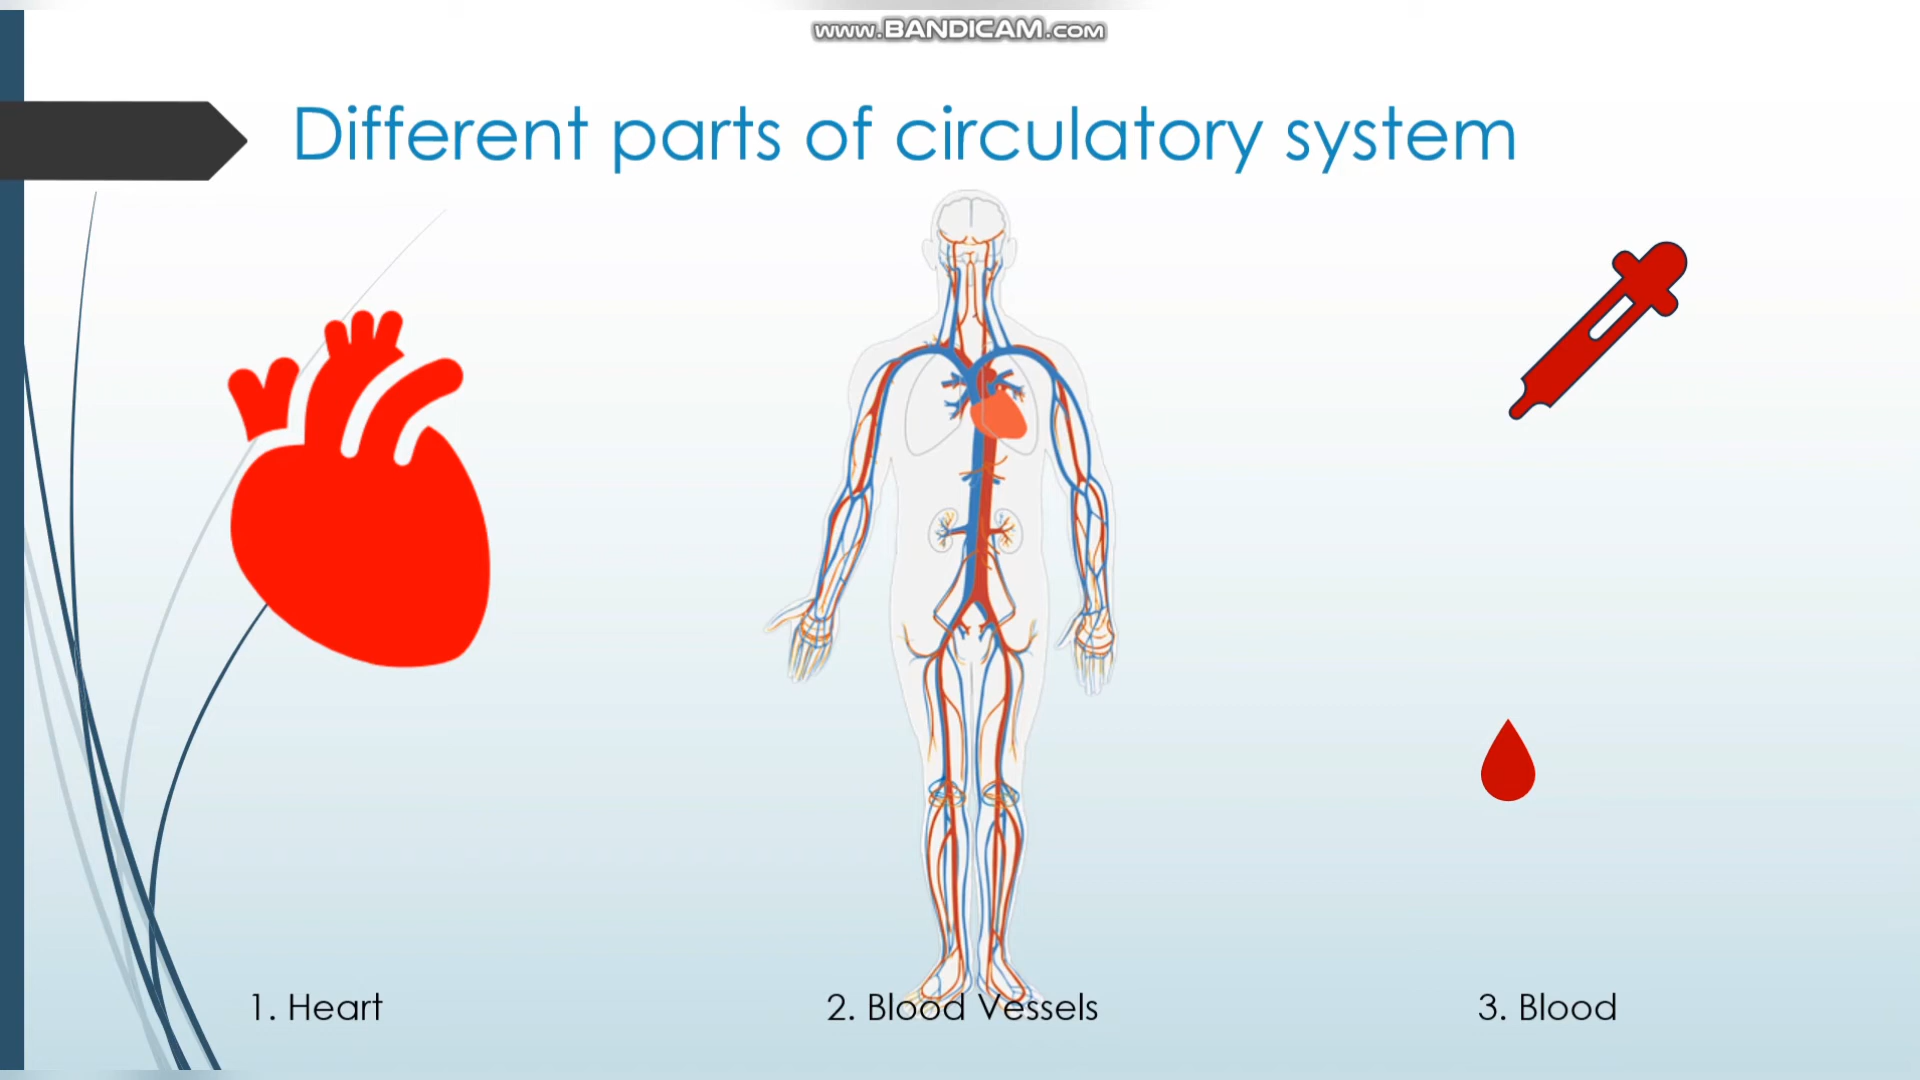 www.BANDICAM.com
Different parts of circulatory system
1. Heart
2. Blood Vessels
3. Blood